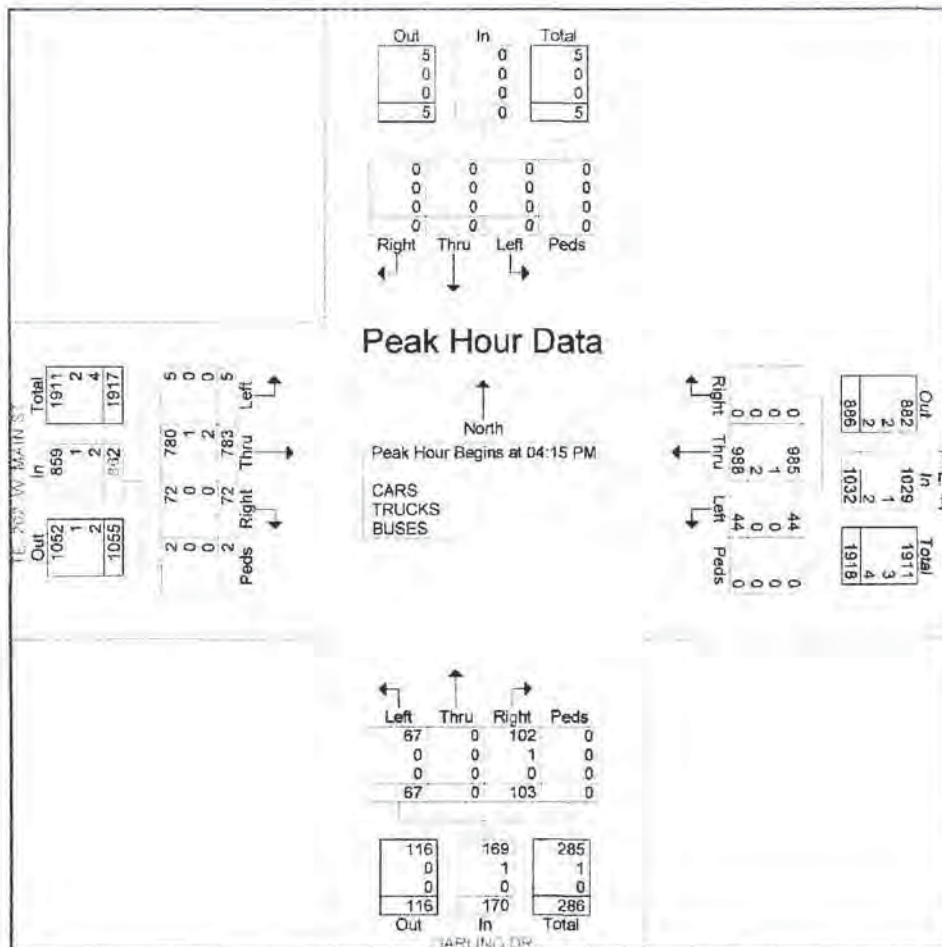 Out In Total
5 0 5
0 0 0
0 0 0
5 0 5
0 0 0 0
0 0 0 0
0 0 0 0
0 0 0 0
Right Thru Left Peds
W. MAIN ST
Out In Total
1052 859 1911
1 1 2
2 2 4
1055 862 1917
2 72 780 5
0 0 1 0
0 0 2 0
2 72 783 5
Peds Right Thru Left
Peak Hour Data
North
Peak Hour Begins at 04:15 PM
CARS
TRUCKS
BUSES
Out In Total
882 1029 1911
2 1 3
2 2 4
886 1032 1918
0 985 44 0
0 1 0 0
0 2 0 0
0 988 44 0
Right Thru Left Peds
Left Thru Right Peds
67 0 102 0
0 0 1 0
0 0 0 0
67 0 103 0
116 169 285
0 1 1
0 0 0
116 170 286
Out In Total
DARLING DR